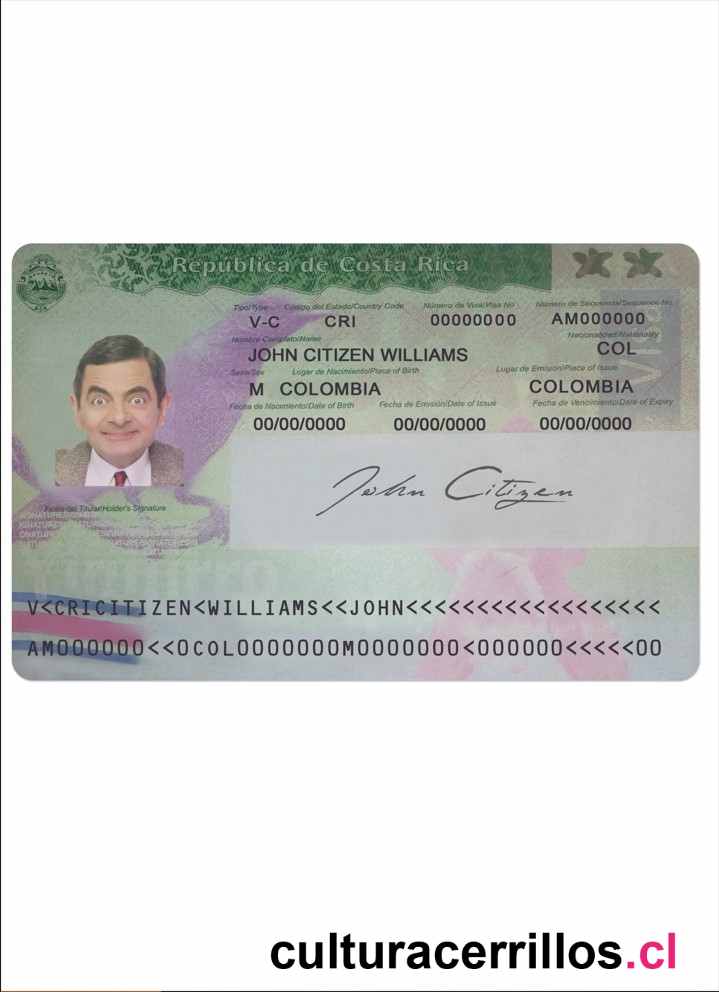 República de Costa Rica
Tipo/Type Código del Estado/Country Code Número de Visa/Visa No Número de Secuencia/Sequence No
V-C CRI 00000000 AM000000
Nombre Completo/Name Nacionalidad/Nationality
JOHN CITIZEN WILLIAMS COL
Sexo/Sex Lugar de Nacimiento/Place of Birth Lugar de Emisión/Place of Issue
M COLOMBIA COLOMBIA
Fecha de Nacimiento/Date of Birth Fecha de Emisión/Date of Issue Fecha de Vencimiento/Date of Expiry
00/00/0000 00/00/0000 00/00/0000
John Citizen
Firma del Titular/Holder's Signature
V<CRICITIZEN<WILLIAMS<<JOHN<<<<<<<<<<<<<<<<<<
AM000000<<0COL0000000M0000000<000000<<<<<00
culturacerrillos.cl